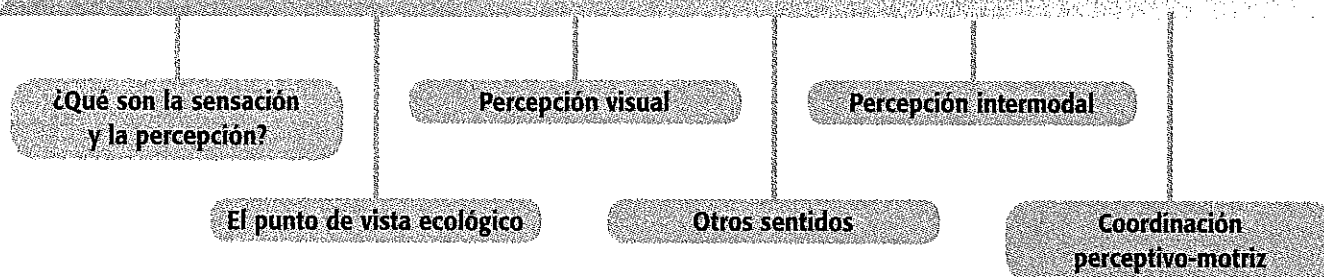 ¿Qué son la sensación
y la percepción?
El punto de vista ecológico
Percepción visual
Otros sentidos
Percepción intermodal
Coordinación
perceptivo-motriz